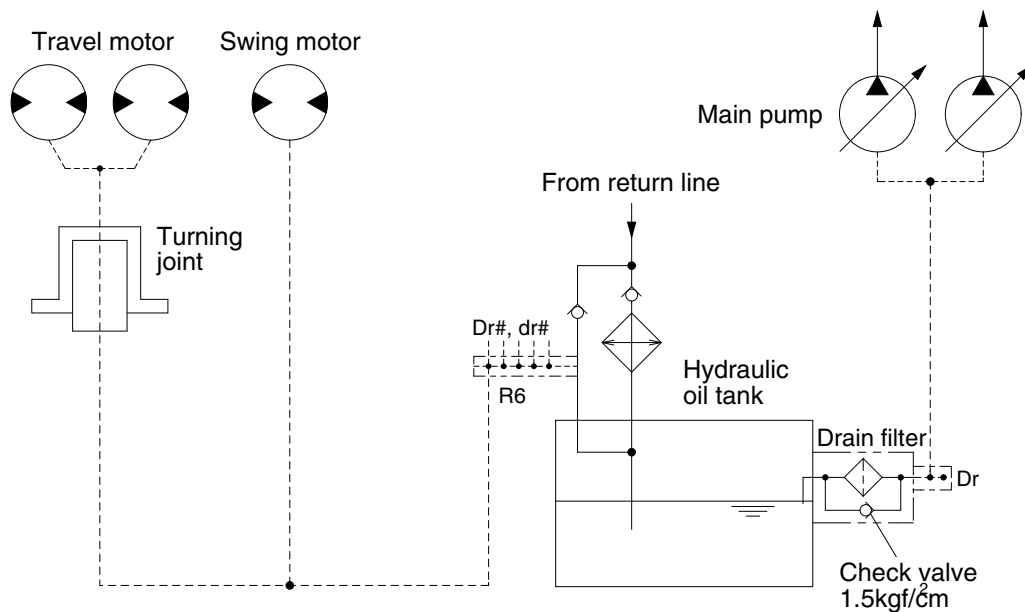 Travel motor
Swing motor
Main pump
From return line
Turning
joint
Dr#, dr#
R6
Hydraulic
oil tank
Drain filter
Dr
Check valve
1.5kgf/cm²